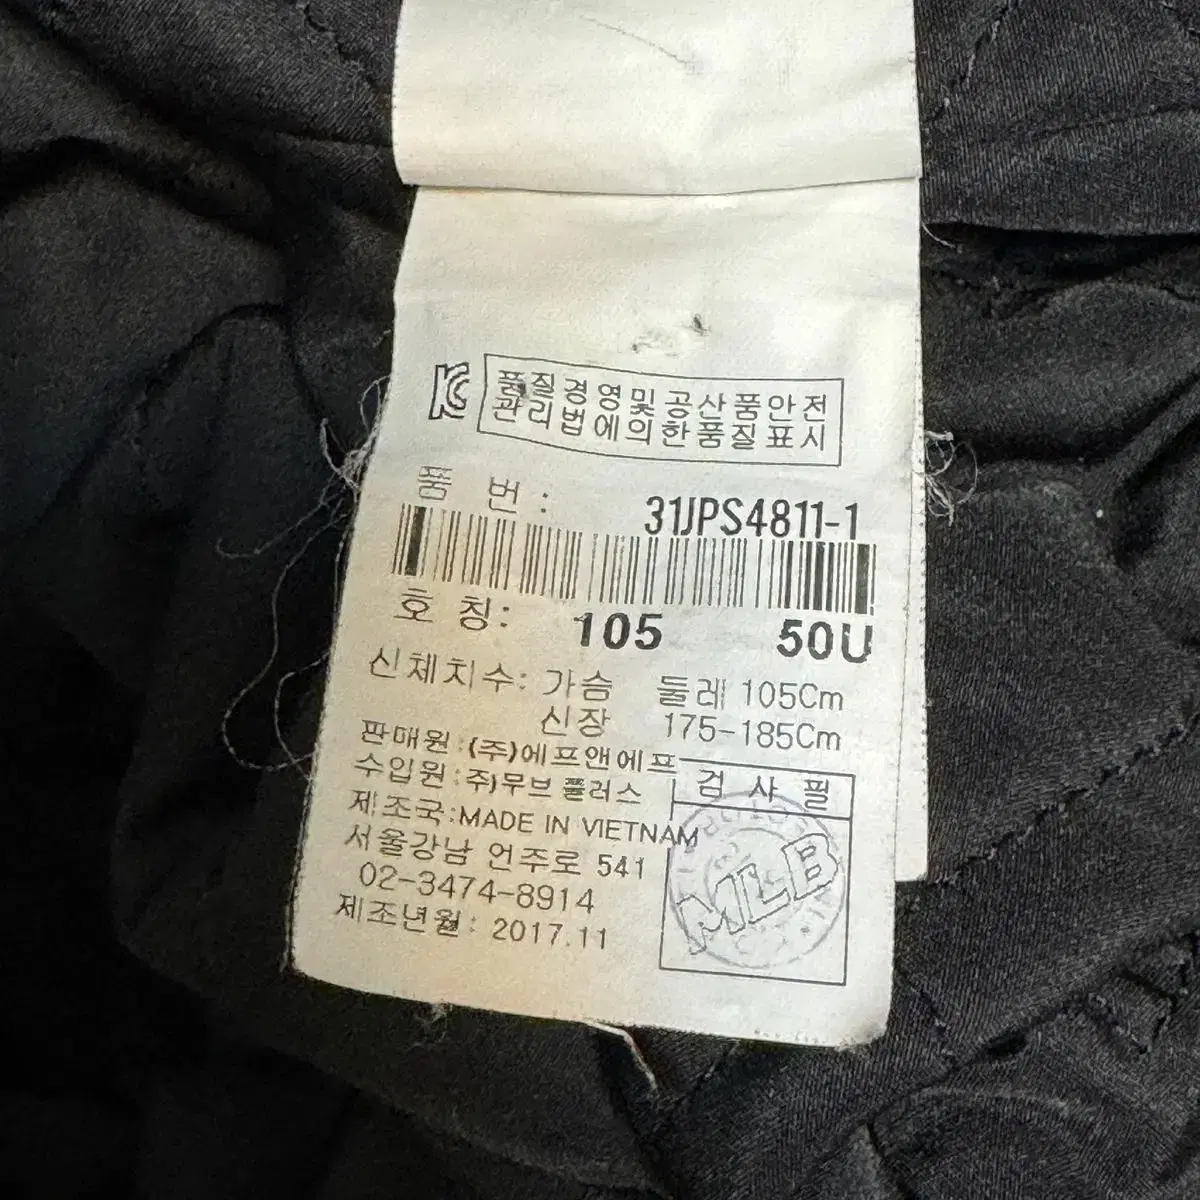 품질경영및공산품안전
관리법에의한품질표시
품 번 : 31JPS4811-1
호 칭: 105 50U
신체치수: 가슴 둘레 105Cm
신장 175-185Cm
판매원:(주)에프앤에프
수입원:주)무브플러스
제조국:MADE IN VIETNAM
서울강남 언주로 541
02-3474-8914
제조년월: 2017.11
검 사 필
MLB